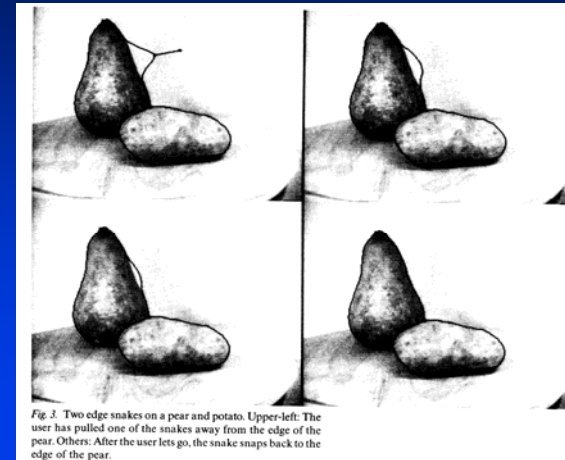 Fig. 3. Two edge snakes on a pear and potato. Upper-left: The
user has pulled one of the snakes away from the edge of the
pear. Others: After the user lets go, the snake snaps back to the
edge of the pear.